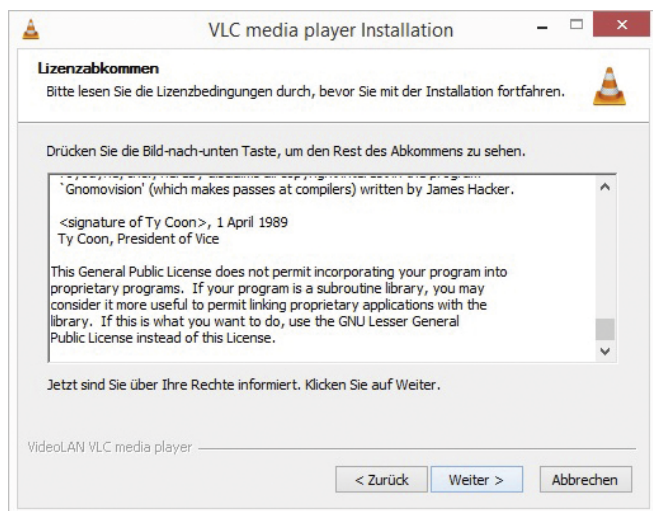 VLC media player Installation
Lizenzabkommen
Bitte lesen Sie die Lizenzbedingungen durch, bevor Sie mit der Installation fortfahren.
Drücken Sie die Bild-nach-unten Taste, um den Rest des Abkommens zu sehen.
`Gnomovision' (which makes passes at compilers) written by James Hacker.
<signature of Ty Coon>, 1 April 1989
Ty Coon, President of Vice
This General Public License does not permit incorporating your program into
proprietary programs. If your program is a subroutine library, you may
consider it more useful to permit linking proprietary applications with the
library. If this is what you want to do, use the GNU Lesser General
Public License instead of this License.
Jetzt sind Sie über Ihre Rechte informiert. Klicken Sie auf Weiter.
VideoLAN VLC media player
< Zurück
Weiter >
Abbrechen